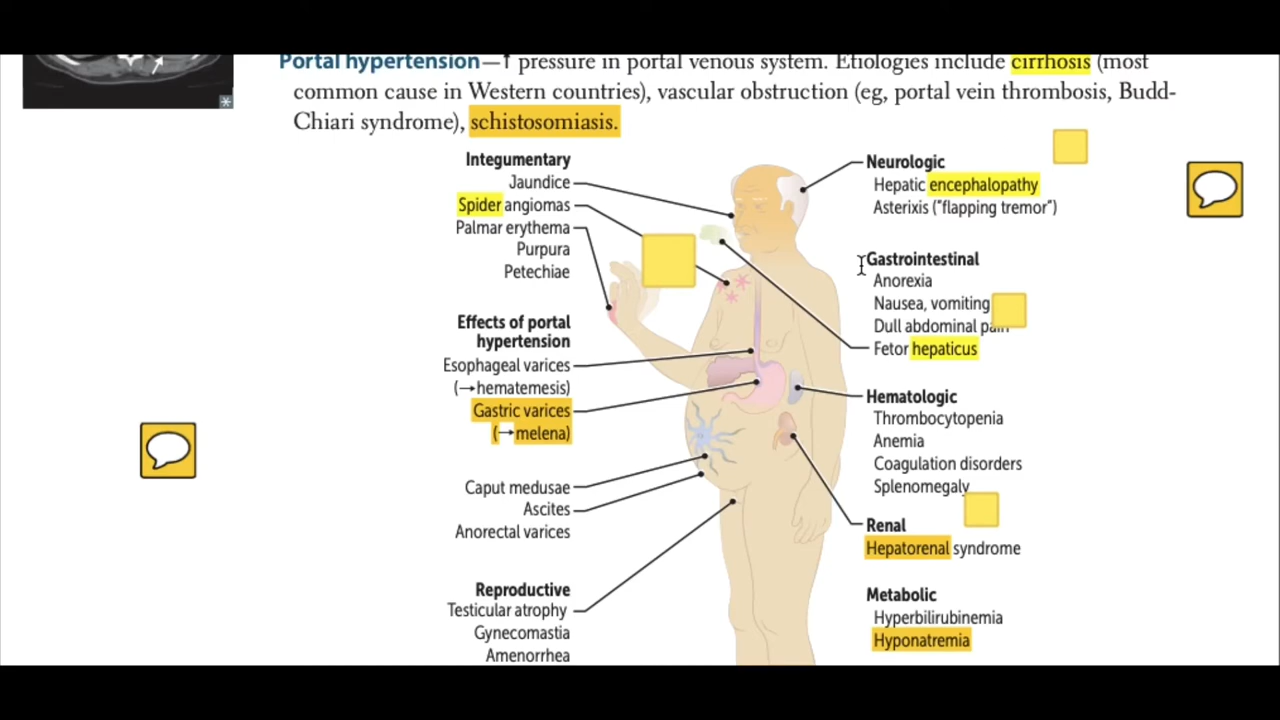 Portal hypertension—↑ pressure in portal venous system. Etiologies include cirrhosis (most
common cause in Western countries), vascular obstruction (eg, portal vein thrombosis, Budd-
Chiari syndrome), schistosomiasis.
Integumentary
Jaundice
Spider angiomas
Palmar erythema
Purpura
Petechiae
Effects of portal
hypertension
Esophageal varices
(→hematemesis)
Gastric varices
(→melena)
Caput medusae
Ascites
Anorectal varices
Reproductive
Testicular atrophy
Gynecomastia
Amenorrhea
Neurologic
Hepatic encephalopathy
Asterixis ("flapping tremor")
Gastrointestinal
Anorexia
Nausea, vomiting
Dull abdominal pain
Fetor hepaticus
Hematologic
Thrombocytopenia
Anemia
Coagulation disorders
Splenomegaly
Renal
Hepatorenal syndrome
Metabolic
Hyperbilirubinemia
Hyponatremia